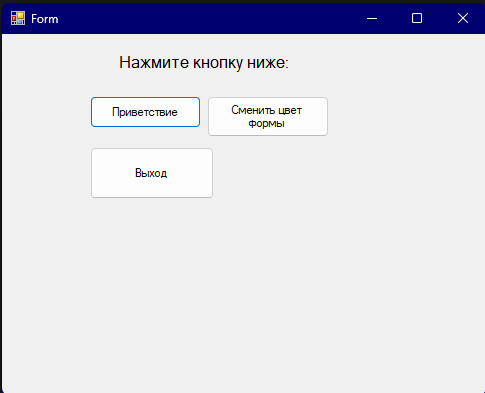 Form
Нажмите кнопку ниже:
Приветствие
Сменить цвет
формы
Выход